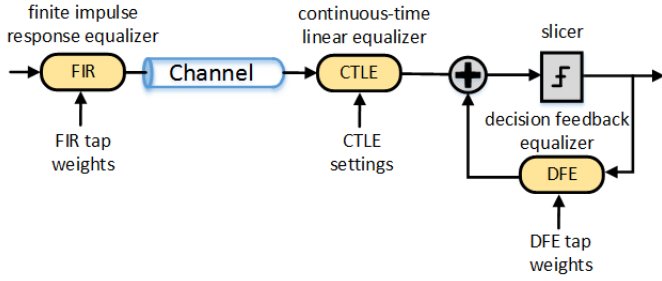 finite impulse
response equalizer
FIR
FIR tap
weights
Channel
continuous-time
linear equalizer
CTLE
CTLE
settings
slicer
decision feedback
equalizer
DFE
DFE tap
weights